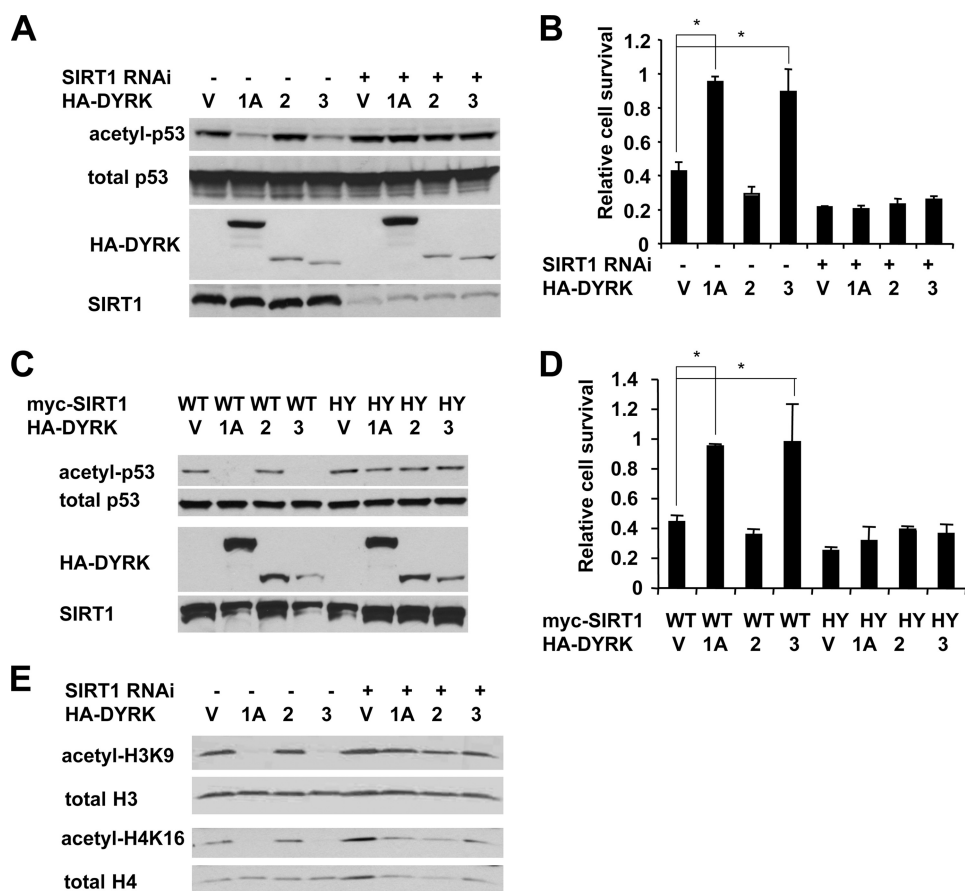 A
SIRT1 RNAi - - - - + + + +
HA-DYRK V 1A 2 3 V 1A 2 3
acetyl-p53
total p53
HA-DYRK
SIRT1
B
Relative cell survival
1.2
1
0.8
0.6
0.4
0.2
0
* *
SIRT1 RNAi - - - - + + + +
HA-DYRK V 1A 2 3 V 1A 2 3
C
myc-SIRT1 WT WT WT WT HY HY HY HY
HA-DYRK V 1A 2 3 V 1A 2 3
acetyl-p53
total p53
HA-DYRK
SIRT1
D
Relative cell survival
1.4
1.2
1
0.8
0.6
0.4
0.2
0
* *
myc-SIRT1 WT WT WT WT HY HY HY HY
HA-DYRK V 1A 2 3 V 1A 2 3
E
SIRT1 RNAi - - - - + + + +
HA-DYRK V 1A 2 3 V 1A 2 3
acetyl-H3K9
total H3
acetyl-H4K16
total H4